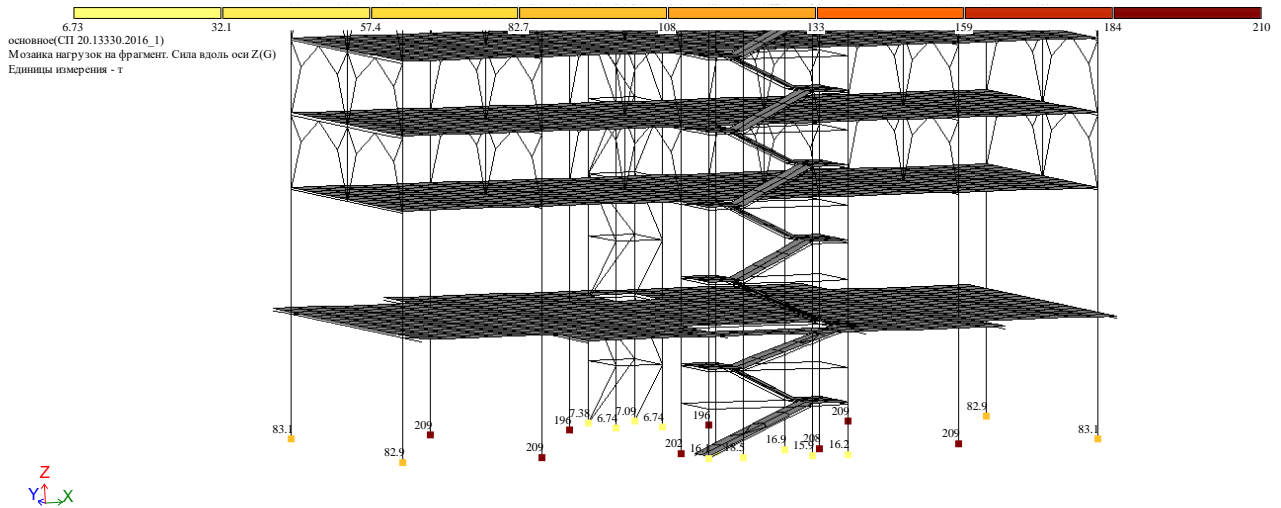 6.73 32.1 57.4 82.7 108 133 159 184 210
основное(СП 20.13330.2016_1)
Мозаика нагрузок на фрагмент. Сила вдоль оси Z(G)
Единицы измерения - т
7.38 6.74 7.09 6.74 196 209 82.9
83.1 209 196 209 202 18.5 16.9 208 15.9 16.2 209 83.1
82.9
Z
Y X